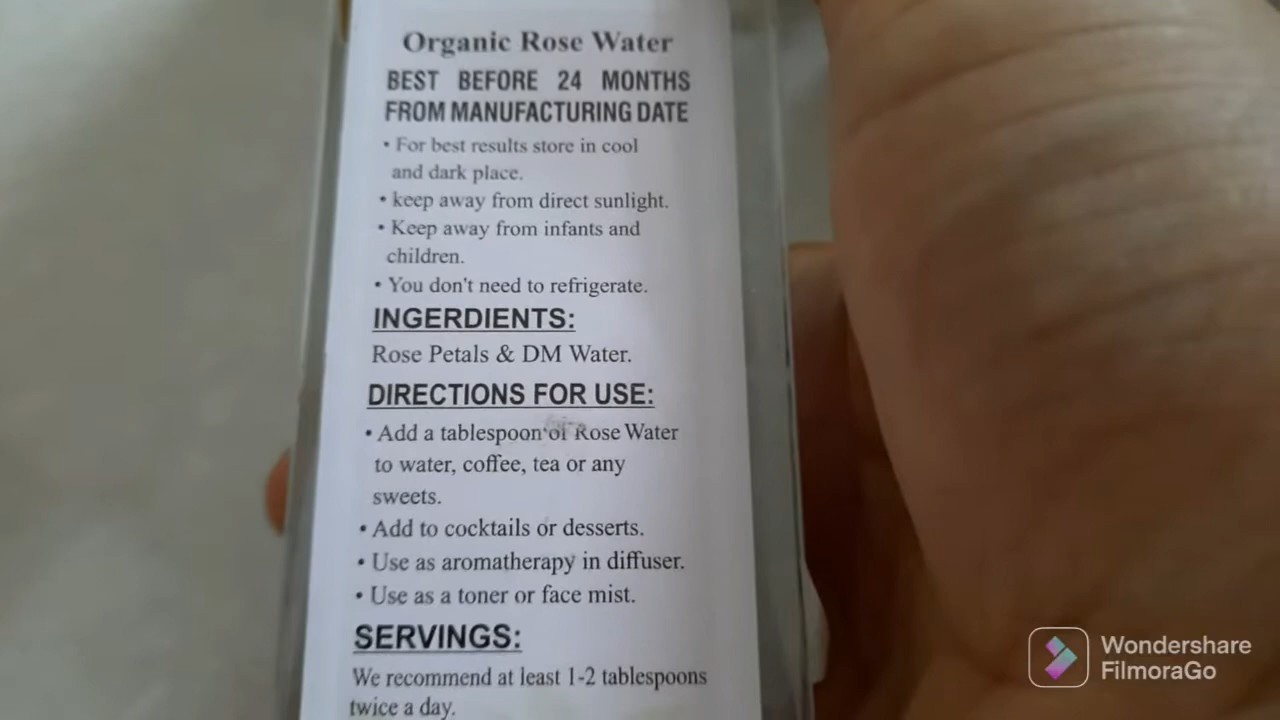 Organic Rose Water
BEST BEFORE 24 MONTHS
FROM MANUFACTURING DATE
• For best results store in cool
and dark place.
• keep away from direct sunlight.
• Keep away from infants and
children.
• You don't need to refrigerate.
INGERDIENTS:
Rose Petals & DM Water.
DIRECTIONS FOR USE:
• Add a tablespoon of Rose Water
to water, coffee, tea or any
sweets.
• Add to cocktails or desserts.
• Use as aromatherapy in diffuser.
• Use as a toner or face mist.
SERVINGS:
We recommend at least 1-2 tablespoons
twice a day.
Wondershare
FilmoraGo